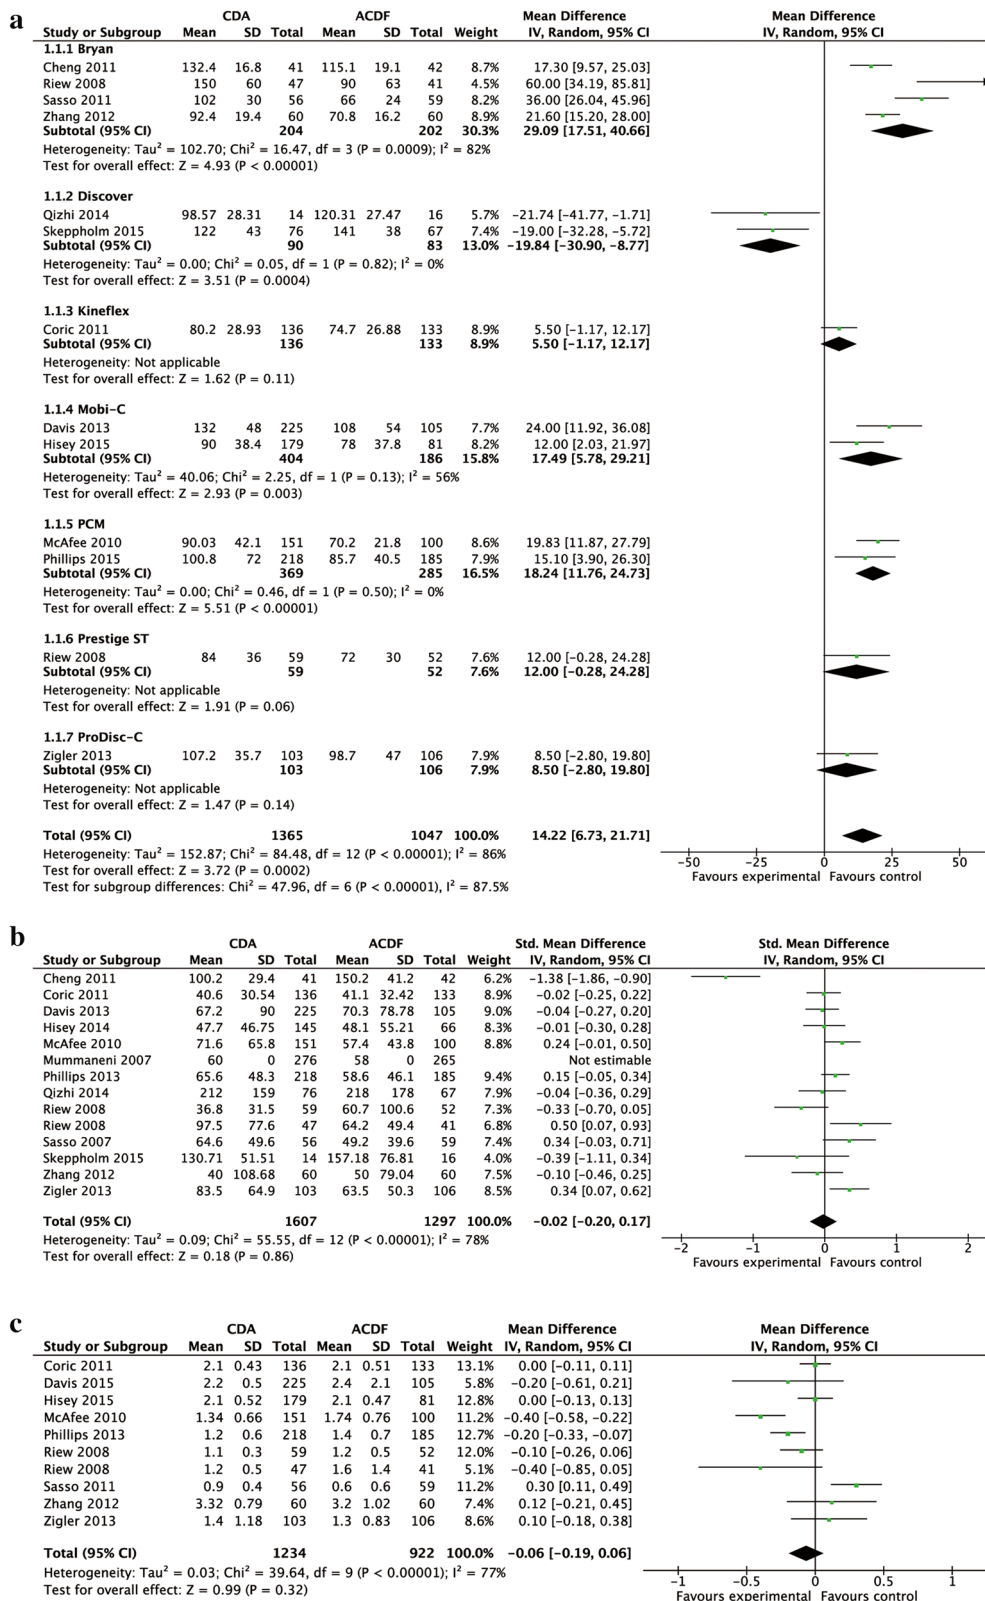 a
CDA ACDF Mean Difference Mean Difference
Study or Subgroup Mean SD Total Mean SD Total Weight IV, Random, 95% CI IV, Random, 95% CI
1.1.1 Bryan
Cheng 2011 132.4 16.8 41 115.1 19.1 42 8.7% 17.30 [9.57, 25.03]
Riew 2008 150 60 47 90 63 41 4.5% 60.00 [34.19, 85.81]
Sasso 2011 102 30 56 66 24 59 8.2% 36.00 [26.04, 45.96]
Zhang 2012 92.4 19.4 60 70.8 16.2 60 8.9% 21.60 [15.20, 28.00]
Subtotal (95% CI) 204 202 30.3% 29.09 [17.51, 40.66]
Heterogeneity: Tau² = 102.70; Chi² = 16.47, df = 3 (P = 0.0009); I² = 82%
Test for overall effect: Z = 4.93 (P < 0.00001)
1.1.2 Discover
Qizhi 2014 98.57 28.31 14 120.31 27.47 16 5.7% −21.74 [−41.77, −1.71]
Skeppholm 2015 122 43 76 141 38 67 7.4% −19.00 [−32.28, −5.72]
Subtotal (95% CI) 90 83 13.0% −19.84 [−30.90, −8.77]
Heterogeneity: Tau² = 0.00; Chi² = 0.05, df = 1 (P = 0.82); I² = 0%
Test for overall effect: Z = 3.51 (P = 0.0004)
1.1.3 Kineflex
Coric 2011 80.2 28.93 136 74.7 26.88 133 8.9% 5.50 [−1.17, 12.17]
Subtotal (95% CI) 136 133 8.9% 5.50 [−1.17, 12.17]
Heterogeneity: Not applicable
Test for overall effect: Z = 1.62 (P = 0.11)
1.1.4 Mobi-C
Davis 2013 132 48 225 108 54 105 7.7% 24.00 [11.92, 36.08]
Hisey 2015 90 38.4 179 78 37.8 81 8.2% 12.00 [2.03, 21.97]
Subtotal (95% CI) 404 186 15.8% 17.49 [5.78, 29.21]
Heterogeneity: Tau² = 40.06; Chi² = 2.25, df = 1 (P = 0.13); I² = 56%
Test for overall effect: Z = 2.93 (P = 0.003)
1.1.5 PCM
McAfee 2010 90.03 42.1 151 70.2 21.8 100 8.6% 19.83 [11.87, 27.79]
Phillips 2015 100.8 72 218 85.7 40.5 185 7.9% 15.10 [3.90, 26.30]
Subtotal (95% CI) 369 285 16.5% 18.24 [11.76, 24.73]
Heterogeneity: Tau² = 0.00; Chi² = 0.46, df = 1 (P = 0.50); I² = 0%
Test for overall effect: Z = 5.51 (P < 0.00001)
1.1.6 Prestige ST
Riew 2008 84 36 59 72 30 52 7.6% 12.00 [−0.28, 24.28]
Subtotal (95% CI) 59 52 7.6% 12.00 [−0.28, 24.28]
Heterogeneity: Not applicable
Test for overall effect: Z = 1.91 (P = 0.06)
1.1.7 ProDisc-C
Zigler 2013 107.2 35.7 103 98.7 47 106 7.9% 8.50 [−2.80, 19.80]
Subtotal (95% CI) 103 106 7.9% 8.50 [−2.80, 19.80]
Heterogeneity: Not applicable
Test for overall effect: Z = 1.47 (P = 0.14)
Total (95% CI) 1365 1047 100.0% 14.22 [6.73, 21.71]
Heterogeneity: Tau² = 152.87; Chi² = 84.48, df = 12 (P < 0.00001); I² = 86%
Test for overall effect: Z = 3.72 (P = 0.0002)
Test for subgroup differences: Chi² = 47.96, df = 6 (P < 0.00001), I² = 87.5%
−50 −25 0 25 50
Favours experimental Favours control
b
CDA ACDF Std. Mean Difference Std. Mean Difference
Study or Subgroup Mean SD Total Mean SD Total Weight IV, Random, 95% CI IV, Random, 95% CI
Cheng 2011 100.2 29.4 41 150.2 41.2 42 6.2% −1.38 [−1.86, −0.90]
Coric 2011 40.6 30.54 136 41.1 32.42 133 8.9% −0.02 [−0.25, 0.22]
Davis 2013 67.2 90 225 70.3 78.78 105 9.0% −0.04 [−0.27, 0.20]
Hisey 2014 47.7 46.75 145 48.1 55.21 66 8.3% −0.01 [−0.30, 0.28]
McAfee 2010 71.6 65.8 151 57.4 43.8 100 8.8% 0.24 [−0.01, 0.50]
Mummaneni 2007 60 0 276 58 0 265 Not estimable
Phillips 2013 65.6 48.3 218 58.6 46.1 185 9.4% 0.15 [−0.05, 0.34]
Qizhi 2014 212 159 76 218 178 67 7.9% −0.04 [−0.36, 0.29]
Riew 2008 36.8 31.5 59 60.7 100.6 52 7.3% −0.33 [−0.70, 0.05]
Riew 2008 97.5 77.6 47 64.2 49.4 41 6.8% 0.50 [0.07, 0.93]
Sasso 2007 64.6 49.6 56 49.2 39.6 59 7.4% 0.34 [−0.03, 0.71]
Skeppholm 2015 130.71 51.51 14 157.18 76.81 16 4.0% −0.39 [−1.11, 0.34]
Zhang 2012 40 108.68 60 50 79.04 60 7.5% −0.10 [−0.46, 0.25]
Zigler 2013 83.5 64.9 103 63.5 50.3 106 8.5% 0.34 [0.07, 0.62]
Total (95% CI) 1607 1297 100.0% −0.02 [−0.20, 0.17]
Heterogeneity: Tau² = 0.09; Chi² = 55.55, df = 12 (P < 0.00001); I² = 78%
Test for overall effect: Z = 0.18 (P = 0.86)
−2 −1 0 1 2
Favours experimental Favours control
c
CDA ACDF Mean Difference Mean Difference
Study or Subgroup Mean SD Total Mean SD Total Weight IV, Random, 95% CI IV, Random, 95% CI
Coric 2011 2.1 0.43 136 2.1 0.51 133 13.1% 0.00 [−0.11, 0.11]
Davis 2015 2.2 0.5 225 2.4 2.1 105 5.8% −0.20 [−0.61, 0.21]
Hisey 2015 2.1 0.52 179 2.1 0.47 81 12.8% 0.00 [−0.13, 0.13]
McAfee 2010 1.34 0.66 151 1.74 0.76 100 11.2% −0.40 [−0.58, −0.22]
Phillips 2013 1.2 0.6 218 1.4 0.7 185 12.7% −0.20 [−0.33, −0.07]
Riew 2008 1.1 0.3 59 1.2 0.5 52 12.0% −0.10 [−0.26, 0.06]
Riew 2008 1.2 0.5 47 1.6 1.4 41 5.1% −0.40 [−0.85, 0.05]
Sasso 2011 0.9 0.4 56 0.6 0.6 59 11.2% 0.30 [0.11, 0.49]
Zhang 2012 3.32 0.79 60 3.2 1.02 60 7.4% 0.12 [−0.21, 0.45]
Zigler 2013 1.4 1.18 103 1.3 0.83 106 8.6% 0.10 [−0.18, 0.38]
Total (95% CI) 1234 922 100.0% −0.06 [−0.19, 0.06]
Heterogeneity: Tau² = 0.03; Chi² = 39.64, df = 9 (P < 0.00001); I² = 77%
Test for overall effect: Z = 0.99 (P = 0.32)
−1 −0.5 0 0.5 1
Favours experimental Favours control